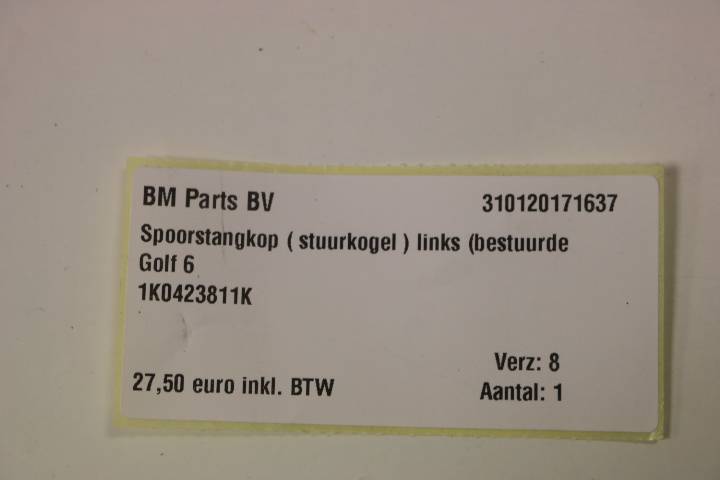 BM Parts BV 310120171637
Spoorstangkop ( stuurkogel ) links (bestuurde
Golf 6
1K0423811K
Verz: 8
27,50 euro inkl. BTW Aantal: 1